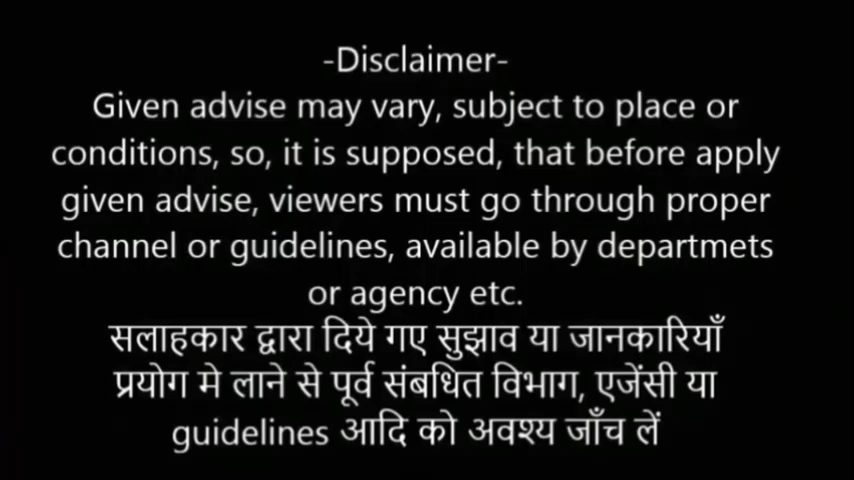 -Disclaimer-
Given advise may vary, subject to place or
conditions, so, it is supposed, that before apply
given advise, viewers must go through proper
channel or guidelines, available by departmets
or agency etc.
सलाहकार द्वारा दिये गए सुझाव या जानकारियाँ
प्रयोग मे लाने से पूर्व संबधित विभाग, एजेंसी या
guidelines आदि को अवश्य जाँच लें